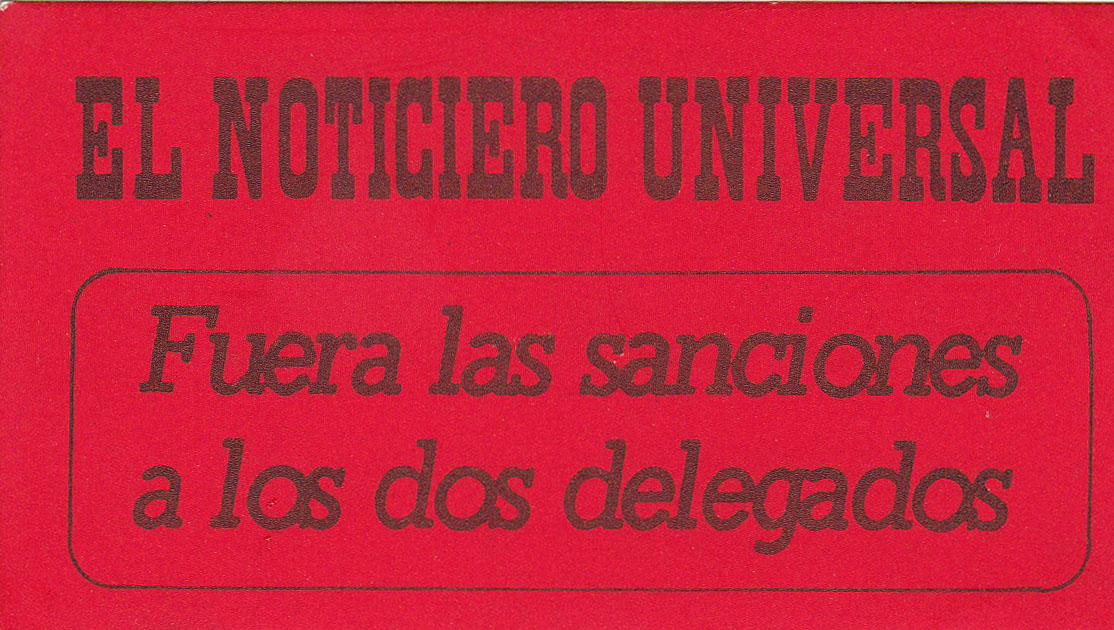 EL NOTICIERO UNIVERSAL
Fuera las sanciones
a los dos delegados